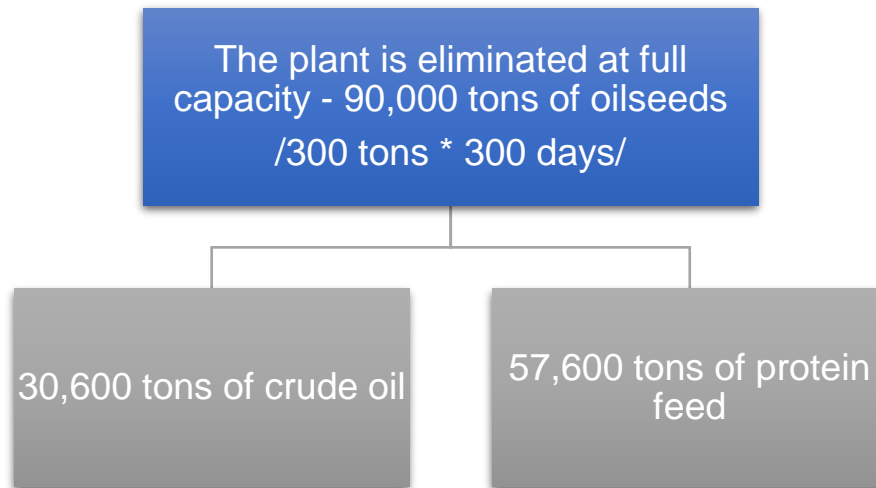 The plant is eliminated at full
capacity - 90,000 tons of oilseeds
/300 tons * 300 days/
30,600 tons of crude oil
57,600 tons of protein
feed